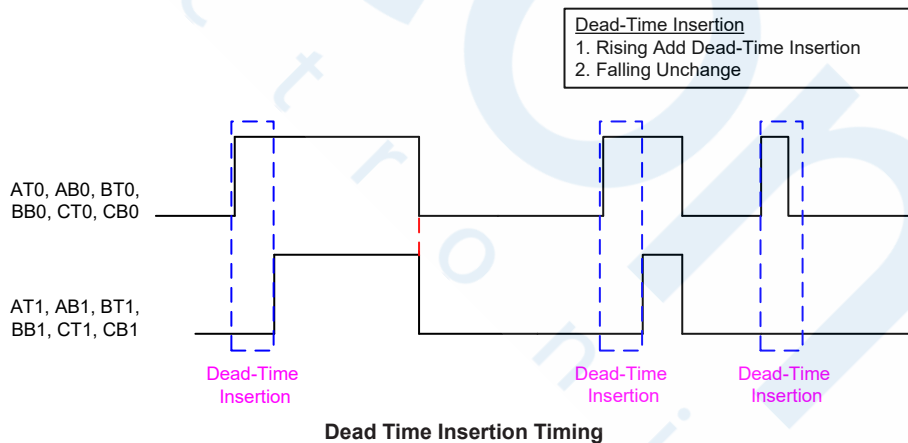 Dead-Time Insertion
1. Rising Add Dead-Time Insertion
2. Falling Unchange
AT0, AB0, BT0,
BB0, CT0, CB0
AT1, AB1, BT1,
BB1, CT1, CB1
Dead-Time
Insertion
Dead-Time
Insertion
Dead-Time
Insertion
Dead Time Insertion Timing